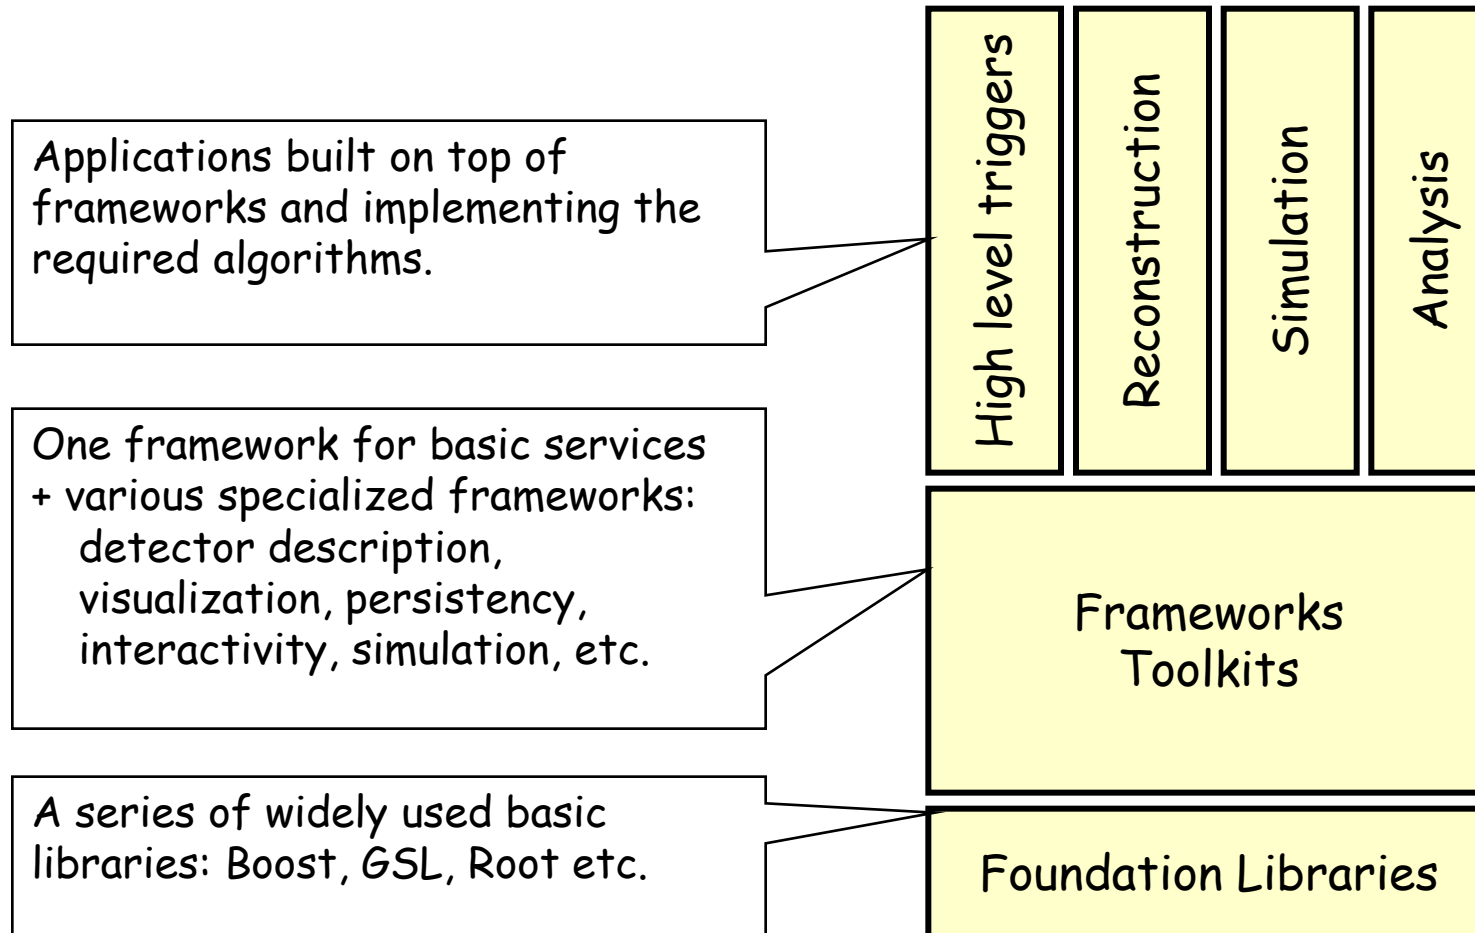 Applications built on top of
frameworks and implementing the
required algorithms.
One framework for basic services
+ various specialized frameworks:
detector description,
visualization, persistency,
interactivity, simulation, etc.
A series of widely used basic
libraries: Boost, GSL, Root etc.
High level triggers
Reconstruction
Simulation
Analysis
Frameworks
Toolkits
Foundation Libraries